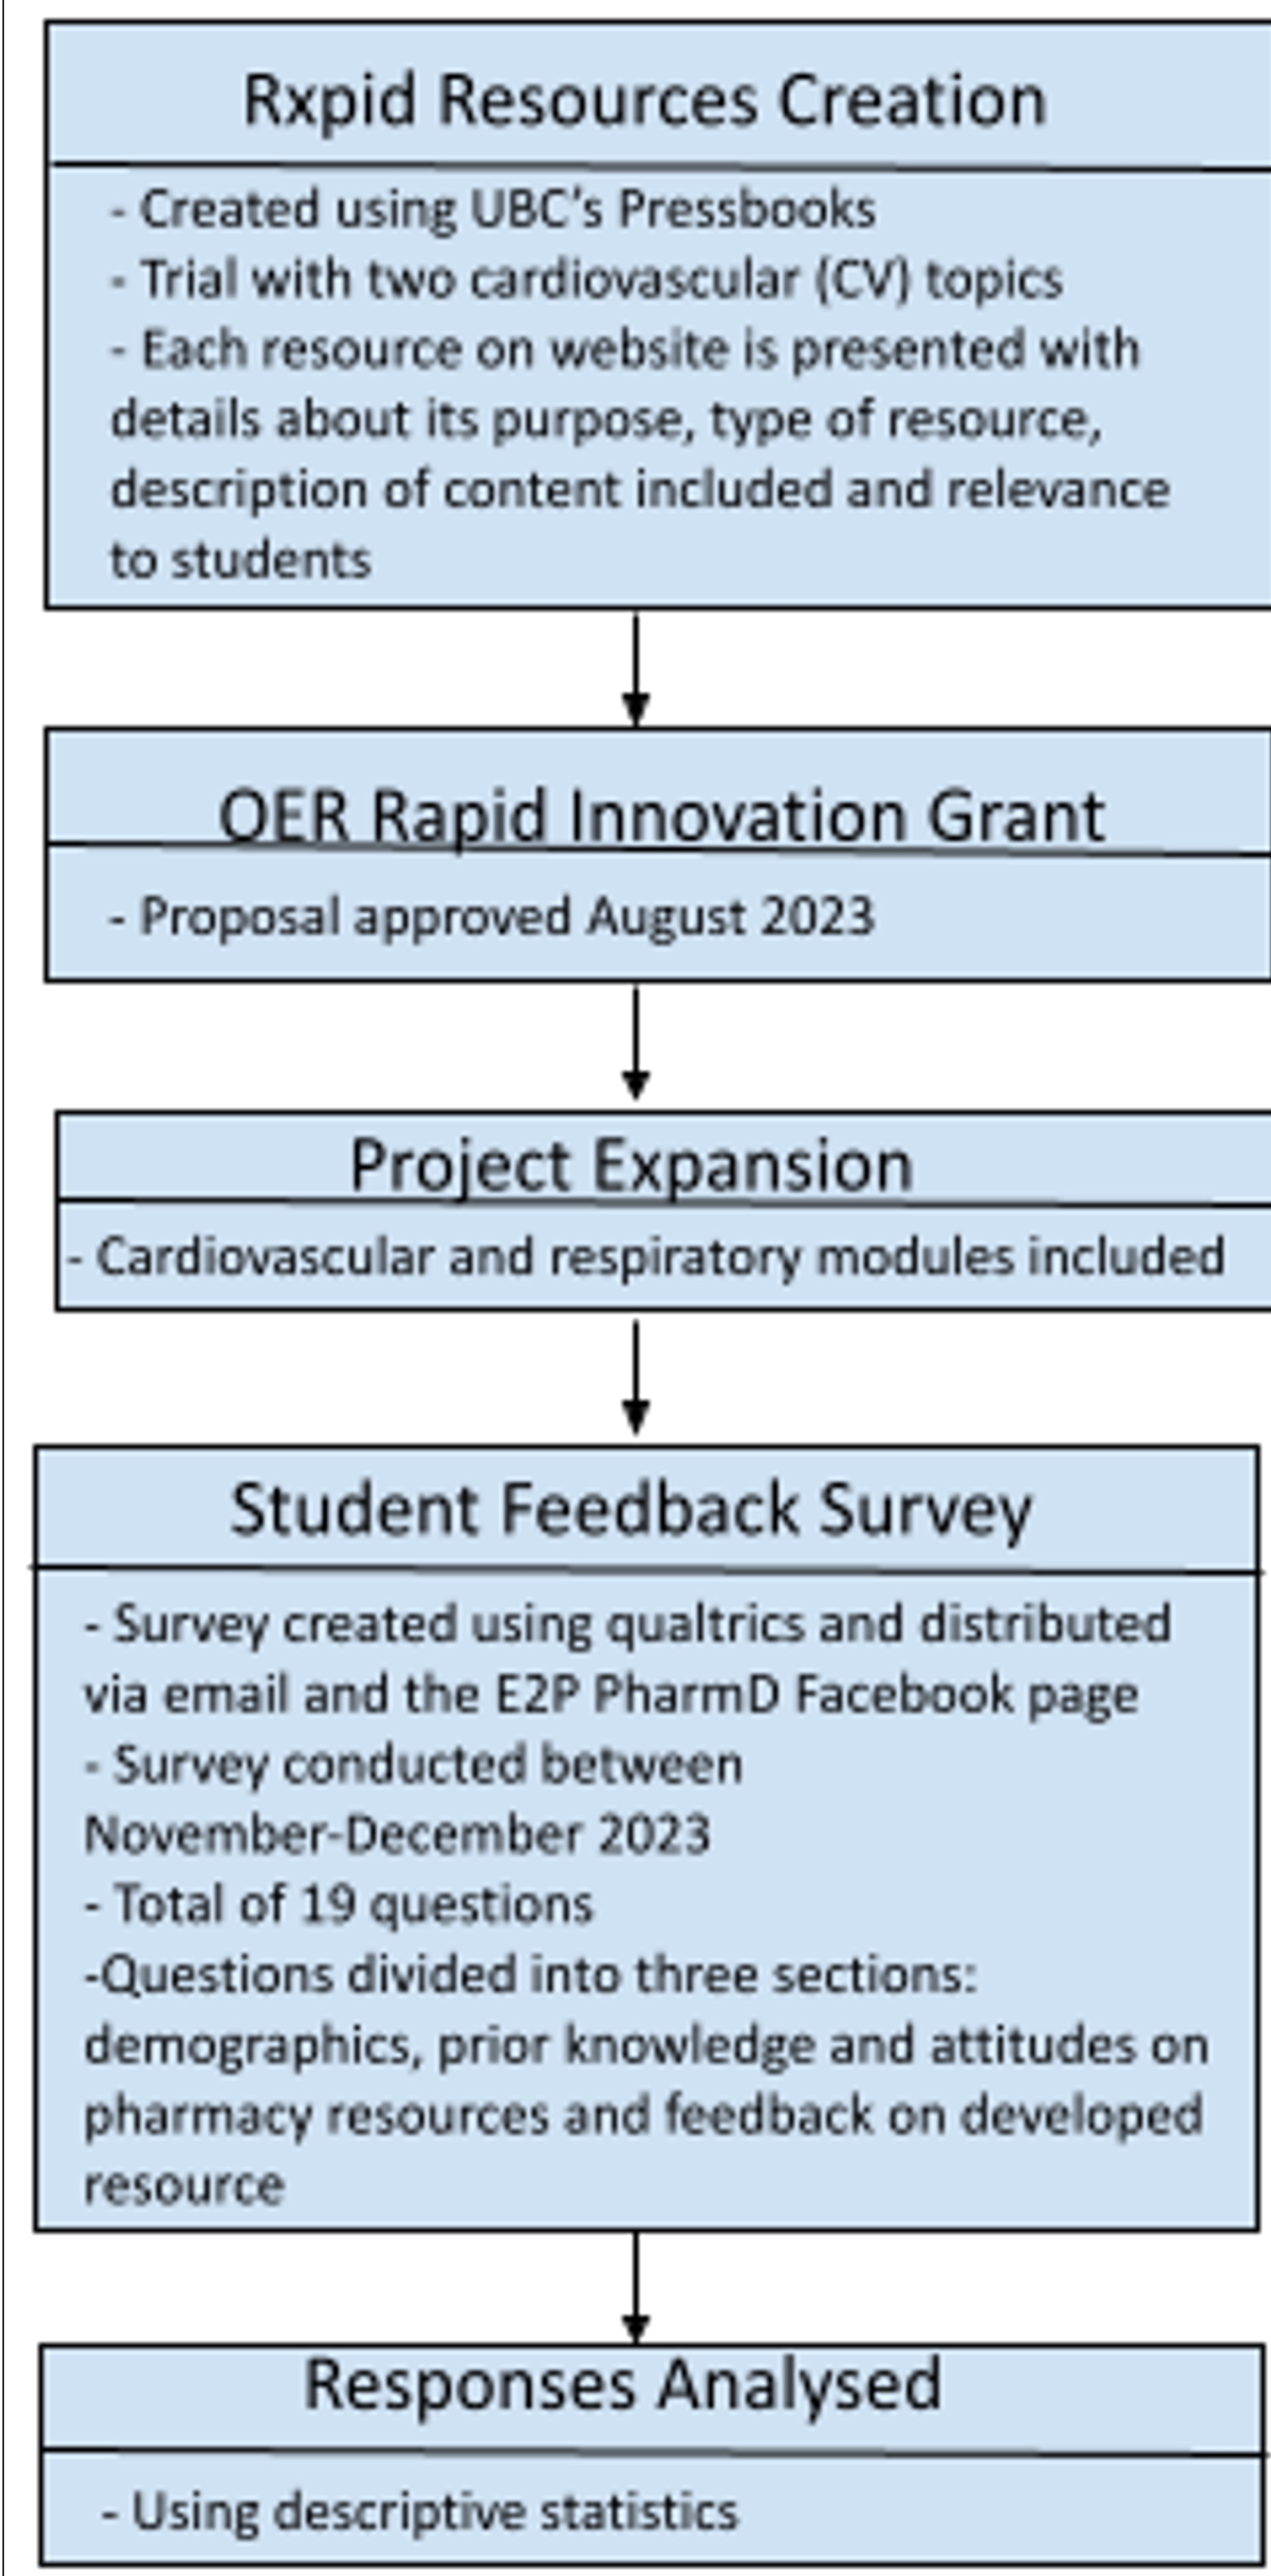 Rxpid Resources Creation
- Created using UBC's Pressbooks
- Trial with two cardiovascular (CV) topics
- Each resource on website is presented with
details about its purpose, type of resource,
description of content included and relevance
to students
OER Rapid Innovation Grant
- Proposal approved August 2023
Project Expansion
- Cardiovascular and respiratory modules included
Student Feedback Survey
- Survey created using qualtrics and distributed
via email and the E2P PharmD Facebook page
- Survey conducted between
November-December 2023
- Total of 19 questions
-Questions divided into three sections:
demographics, prior knowledge and attitudes on
pharmacy resources and feedback on developed
resource
Responses Analysed
- Using descriptive statistics